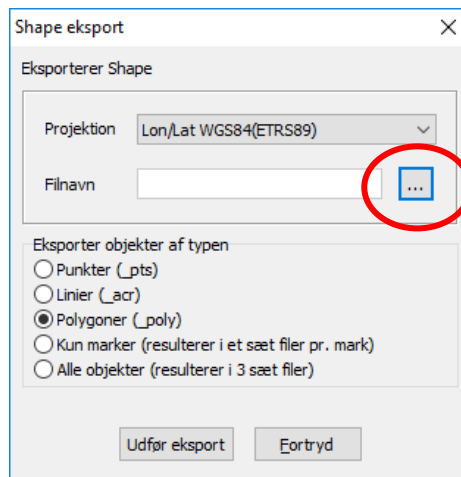 Shape eksport
Eksporterer Shape
Projektion Lon/Lat WGS84(ETRS89)
Filnavn ...
Eksporter objekter af typen
Punkter (_pts)
Linier (_acr)
Polygoner (_poly)
Kun marker (resulterer i et sæt filer pr. mark)
Alle objekter (resulterer i 3 sæt filer)
Udfør eksport Fortryd